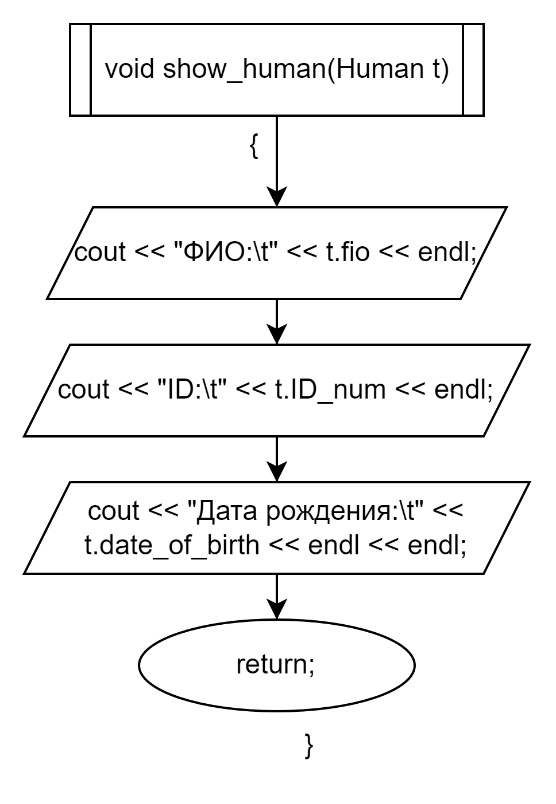 void show_human(Human t)
{
cout << "ФИО:\t" << t.fio << endl;
cout << "ID:\t" << t.ID_num << endl;
cout << "Дата рождения:\t" <<
t.date_of_birth << endl << endl;
return;
}